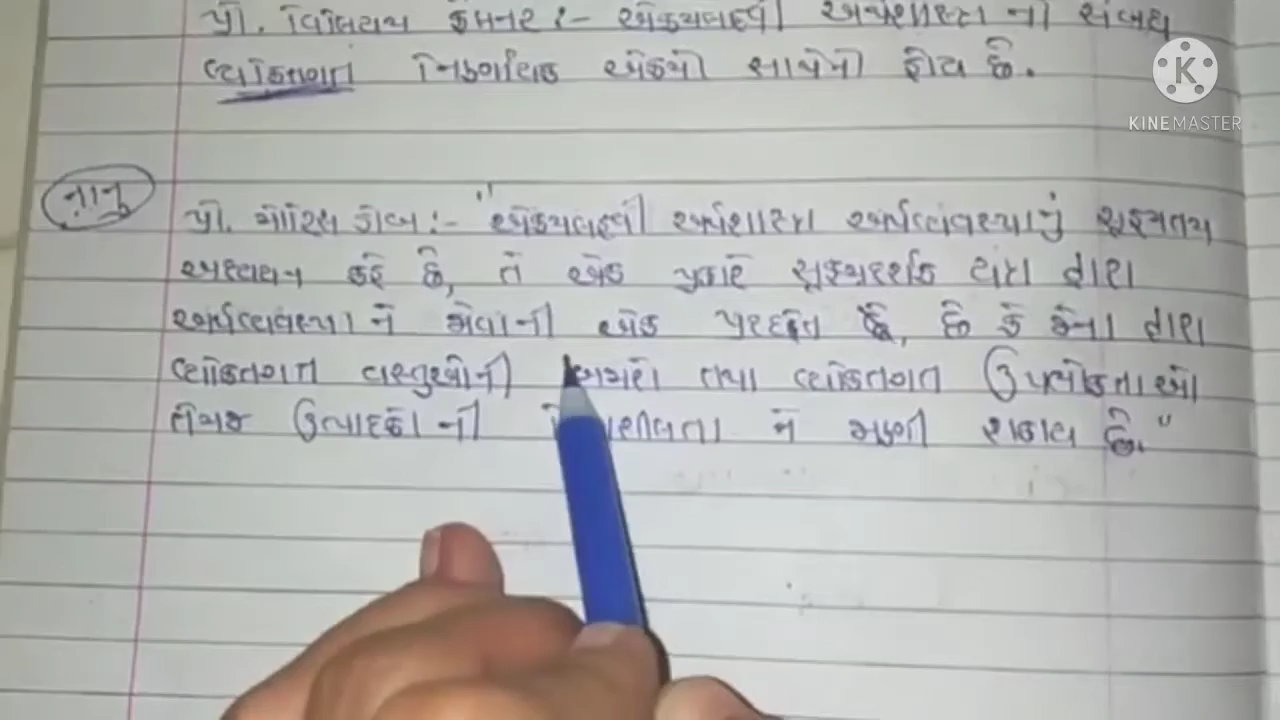 પ્રો. વિલિયમ ફેલનર :- એકમલક્ષી અર્થશાસ્ત્ર નો સંબંધ
વ્યક્તિગત નિર્ણાયક એકમો સાથેનો હોય છે.
KINEMASTER
નાનુ
પ્રો. મોરિસ ડોબ :- "એકમલક્ષી અર્થશાસ્ત્ર અર્થવ્યવસ્થાનું સૂક્ષ્મતમ
અધ્યયન કરે છે, તે એક પ્રકારે સૂક્ષ્મદર્શક યંત્ર દ્વારા
અર્થવ્યવસ્થા ને જોવાની એક પદ્ધતિ છે, કે જેના દ્વારા
વ્યક્તિગત વસ્તુઓની બજારો તથા વ્યક્તિગત ઉપભોક્તાઓ
તેમજ ઉત્પાદકોની ને જાણી શકાય છે."